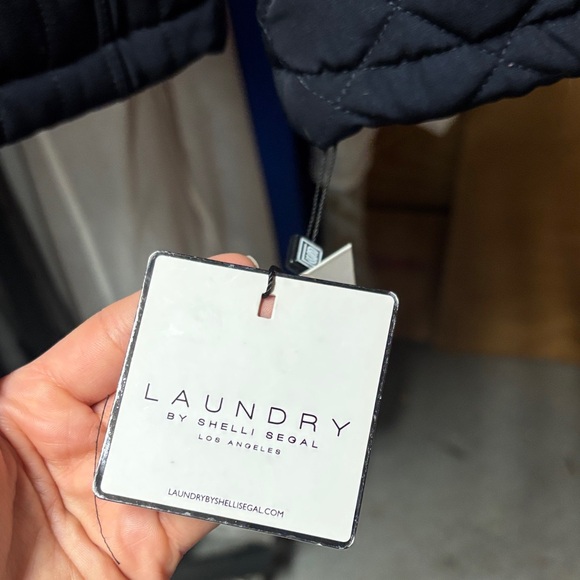 LAUNDRY
BY SHELLI SEGAL
LOS ANGELES
LAUNDRYBYSHELLISEGAL.COM